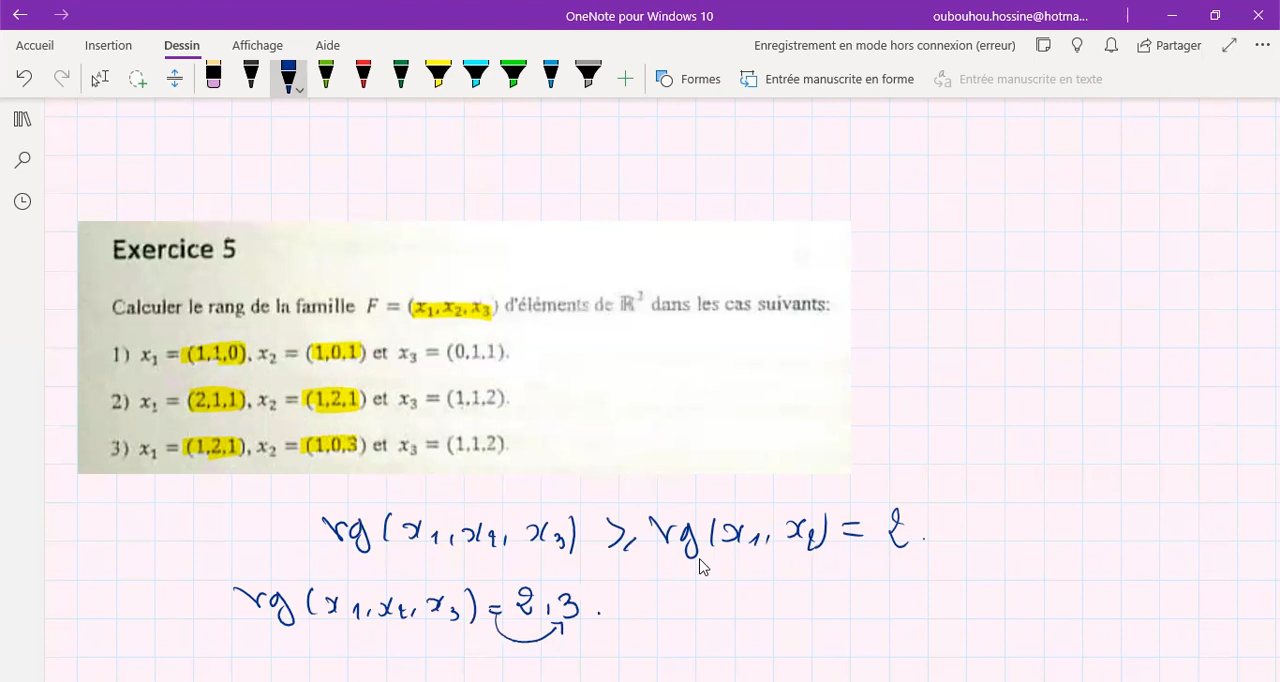 OneNote pour Windows 10
oubouhou.hossine@hotma...
Accueil Insertion Dessin Affichage Aide
Enregistrement en mode hors connexion (erreur) Partager
Formes Entrée manuscrite en forme Entrée manuscrite en texte
Exercice 5
Calculer le rang de la famille F = (x₁, x₂, x₃) d'éléments de ℝ³ dans les cas suivants:
1) x₁ = (1,1,0), x₂ = (1,0,1) et x₃ = (0,1,1).
2) x₁ = (2,1,1), x₂ = (1,2,1) et x₃ = (1,1,2).
3) x₁ = (1,2,1), x₂ = (1,0,3) et x₃ = (1,1,2).
rg(x₁, x₂, x₃) ⩾ rg(x₁, x₂) = 2.
rg(x₁, x₂, x₃) = 2, 3.